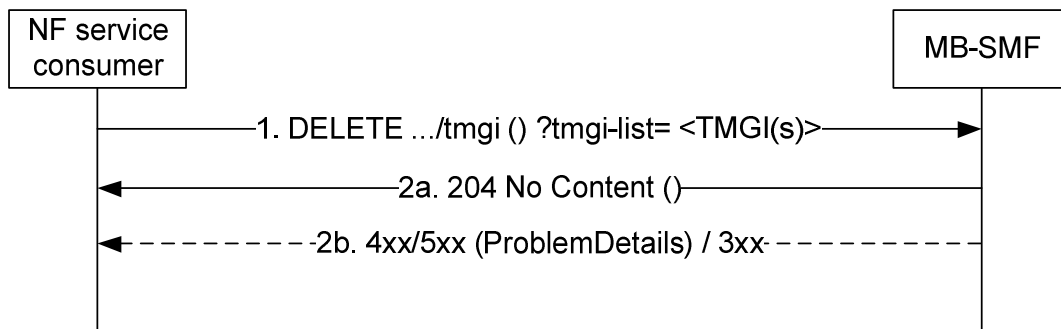 NF service
consumer
MB-SMF
1. DELETE .../tmgi () ?tmgi-list= <TMGI(s)>
2a. 204 No Content ()
2b. 4xx/5xx (ProblemDetails) / 3xx